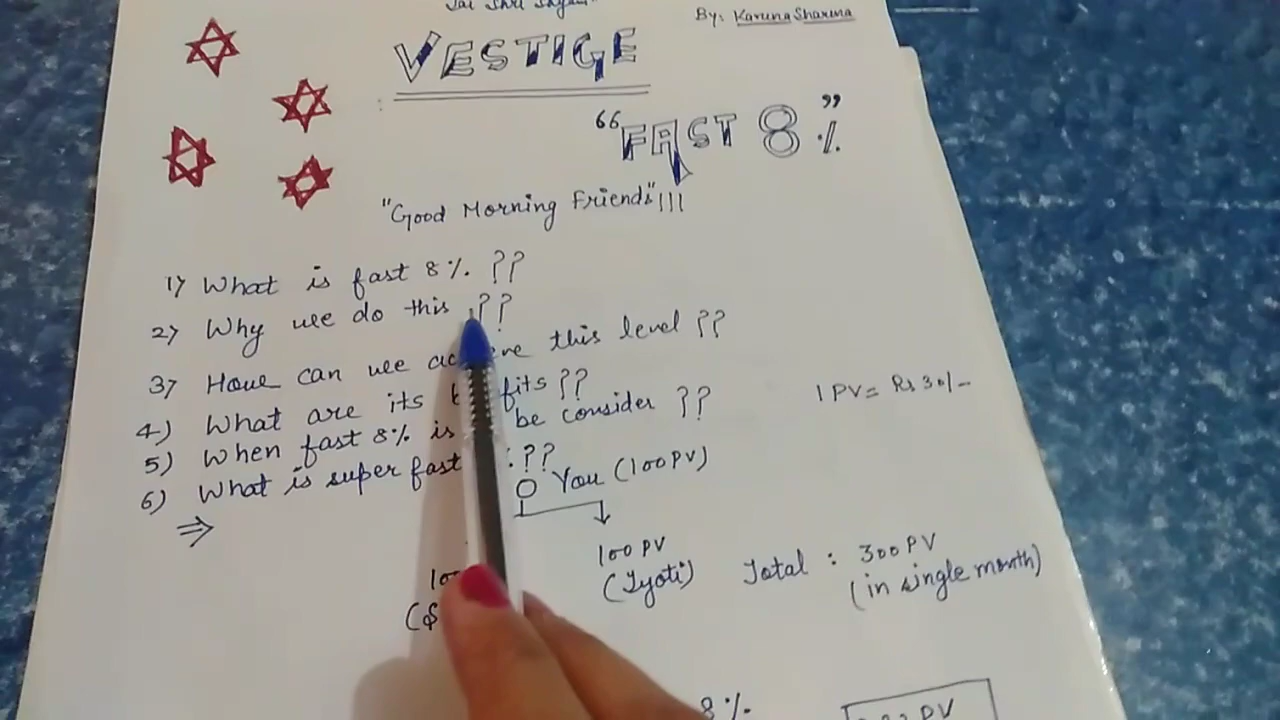 By: Karuna Sharma
VESTIGE
"FAST 8 %"
"Good Morning Friends"!!!
1) What is fast 8%. ??
2) Why we do this ??
3) How can we this level ??
4) What are its ??
5) When fast 8% is be consider ??
6) What is super fast ??
1 PV = Rs 30/-
You (100 PV)
⇒
100 PV
(Jyoti)
Total : 300 PV
(in single month)
8 %.
PV